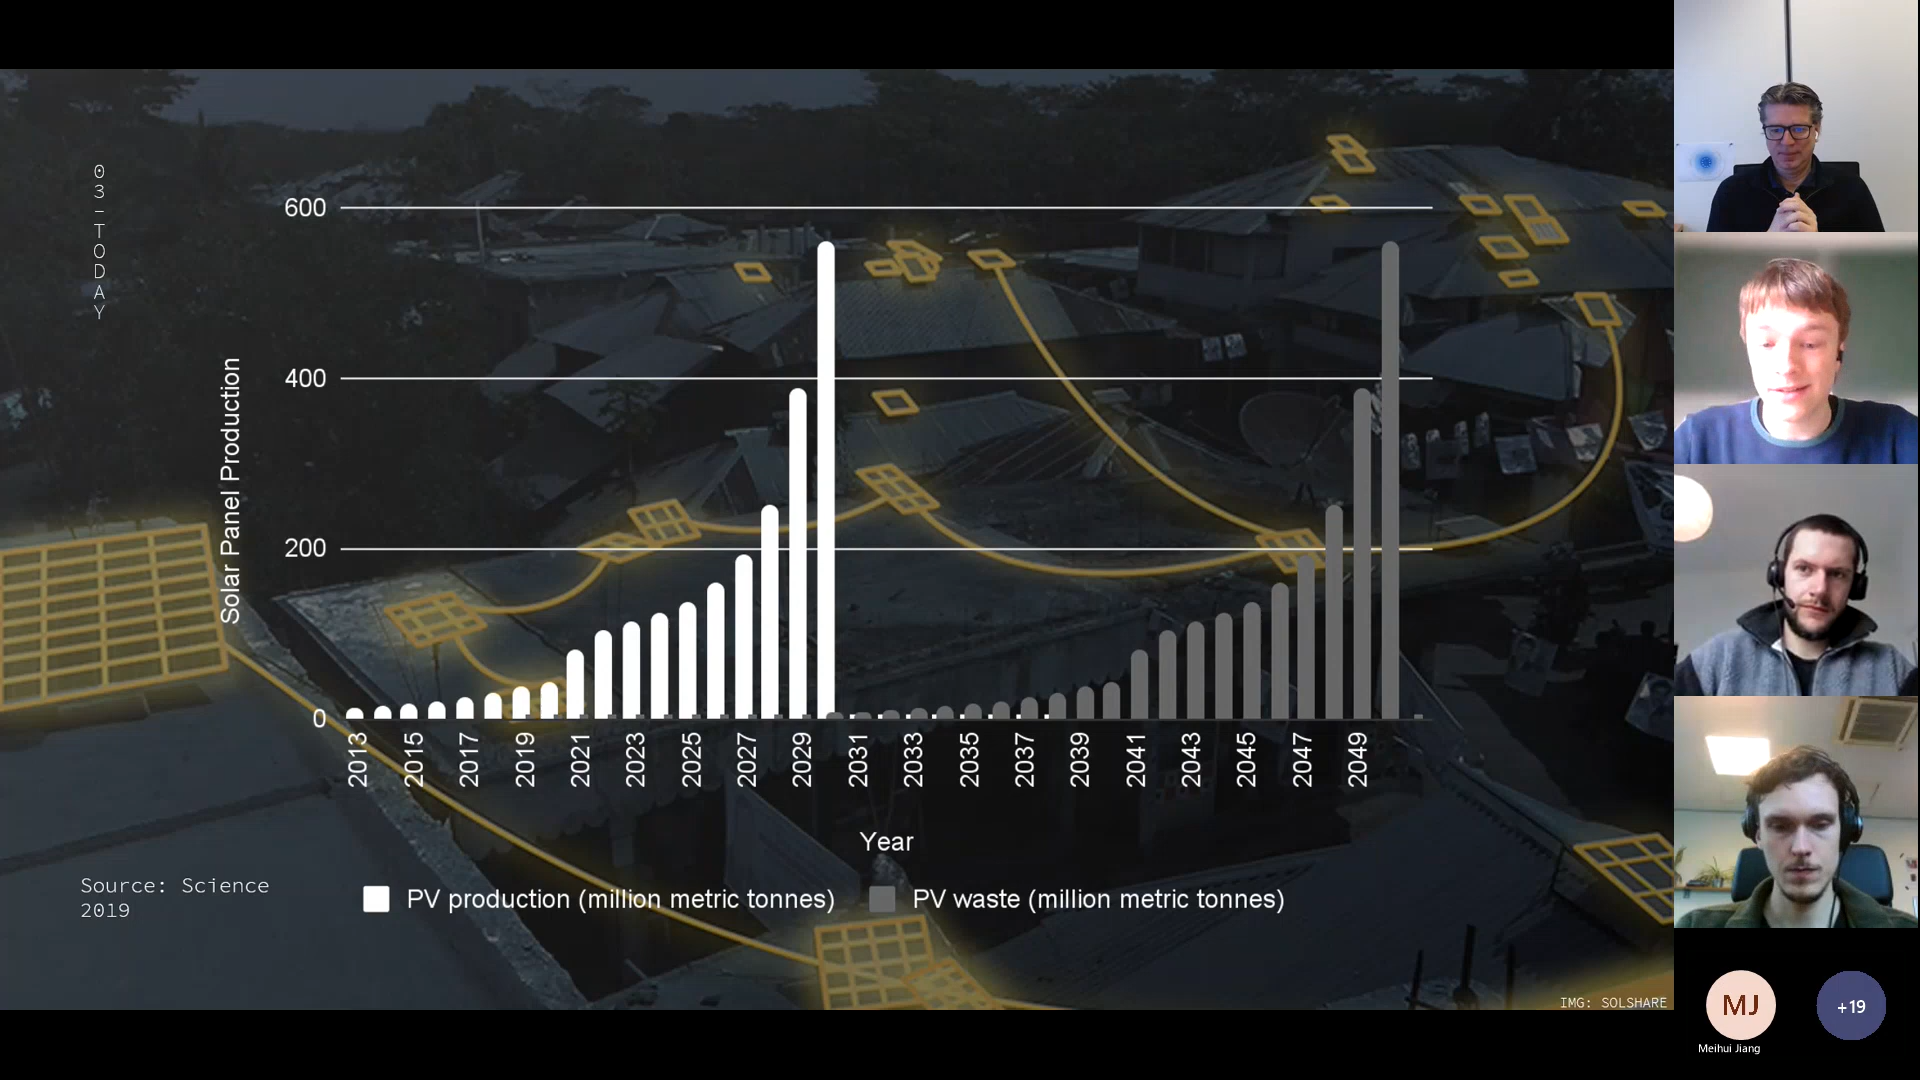 03-TODAY
600
400
200
0
Solar Panel Production
2013 2015 2017 2019 2021 2023 2025 2027 2029 2031 2033 2035 2037 2039 2041 2043 2045 2047 2049
Year
PV production (million metric tonnes) PV waste (million metric tonnes)
Source: Science
2019
IMG: SOLSHARE
MJ
Meihui Jiang
+19